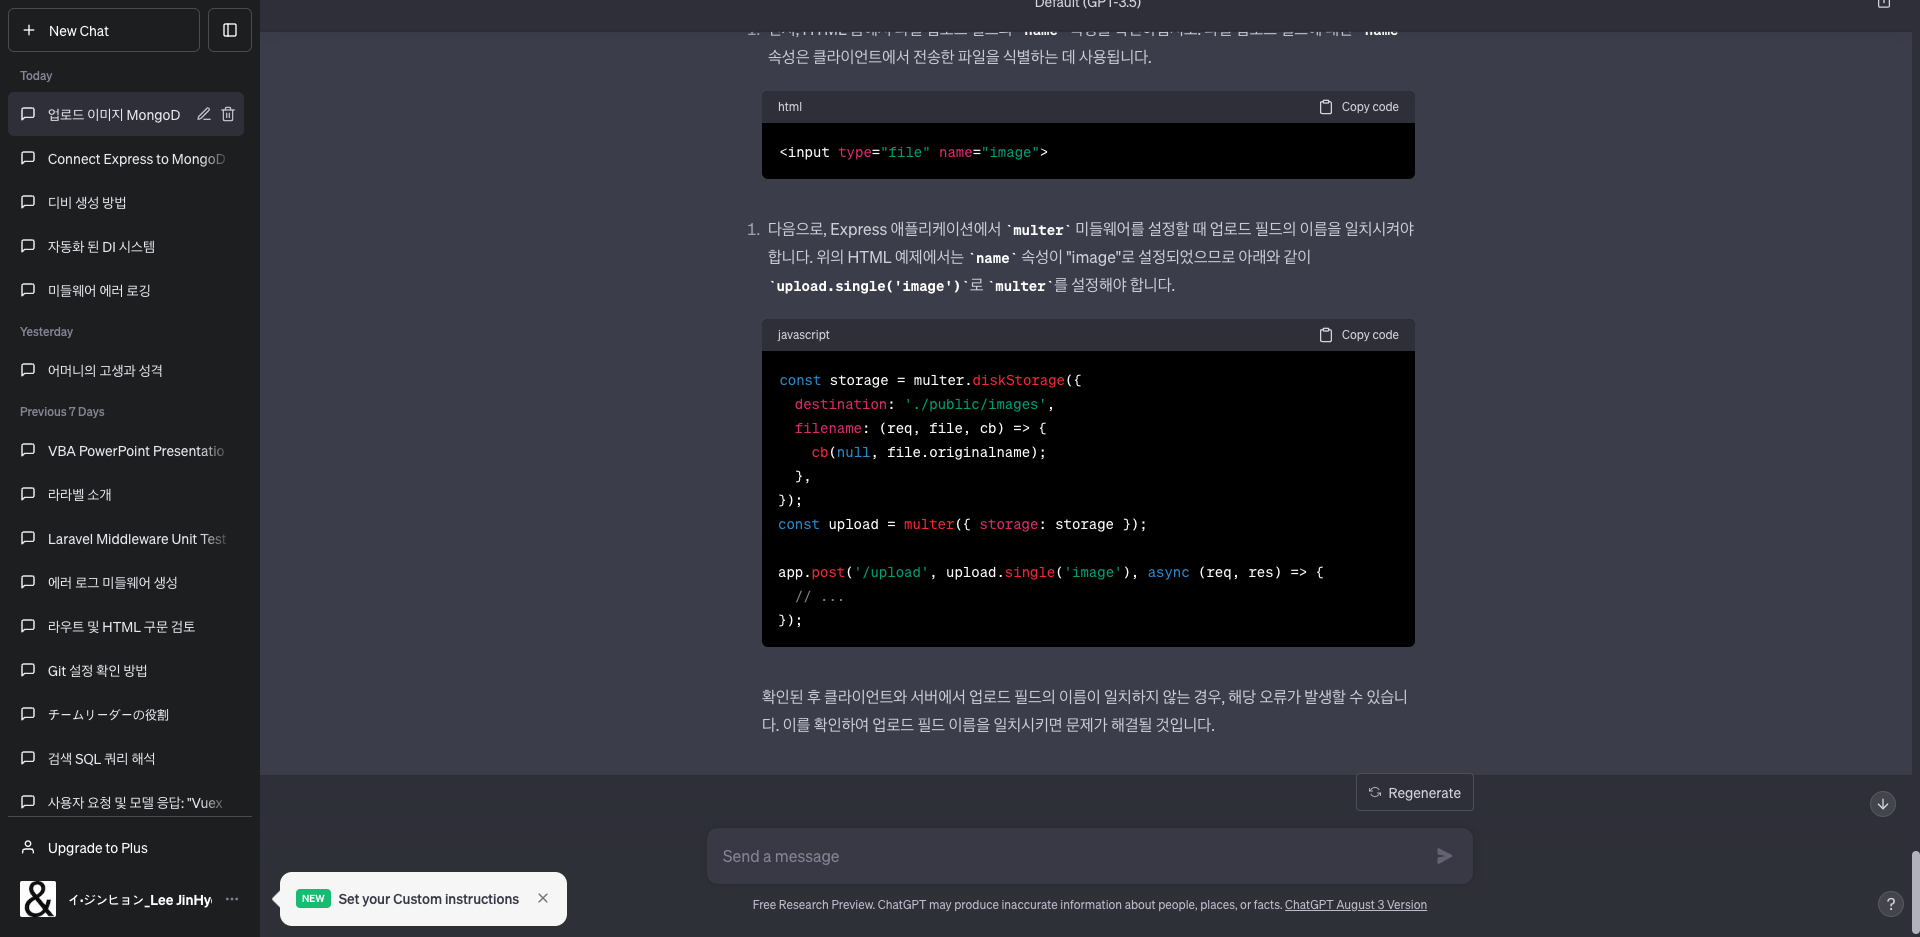 New Chat
Today
업로드 이미지 MongoD
Connect Express to MongoD
디비 생성 방법
자동화 된 DI 시스템
미들웨어 에러 로깅
Yesterday
어머니의 고생과 성격
Previous 7 Days
VBA PowerPoint Presentatio
라라벨 소개
Laravel Middleware Unit Test
에러 로그 미들웨어 생성
라우트 및 HTML 구문 검토
Git 설정 확인 방법
チームリーダーの役割
검색 SQL 쿼리 해석
사용자 요청 및 모델 응답: "Vuex
Upgrade to Plus
イ·ジンヒョン_Lee JinHy
Default (GPT-3.5)
속성은 클라이언트에서 전송한 파일을 식별하는 데 사용됩니다.
html
Copy code
<input type="file" name="image">
1. 다음으로, Express 애플리케이션에서 `multer` 미들웨어를 설정할 때 업로드 필드의 이름을 일치시켜야
합니다. 위의 HTML 예제에서는 `name` 속성이 "image"로 설정되었으므로 아래와 같이
`upload.single('image')`로 `multer`를 설정해야 합니다.
javascript
Copy code
const storage = multer.diskStorage({
destination: './public/images',
filename: (req, file, cb) => {
cb(null, file.originalname);
},
});
const upload = multer({ storage: storage });
app.post('/upload', upload.single('image'), async (req, res) => {
// ...
});
확인된 후 클라이언트와 서버에서 업로드 필드의 이름이 일치하지 않는 경우, 해당 오류가 발생할 수 있습니
다. 이를 확인하여 업로드 필드 이름을 일치시키면 문제가 해결될 것입니다.
Regenerate
Send a message
NEW Set your Custom instructions
Free Research Preview. ChatGPT may produce inaccurate information about people, places, or facts. ChatGPT August 3 Version
?